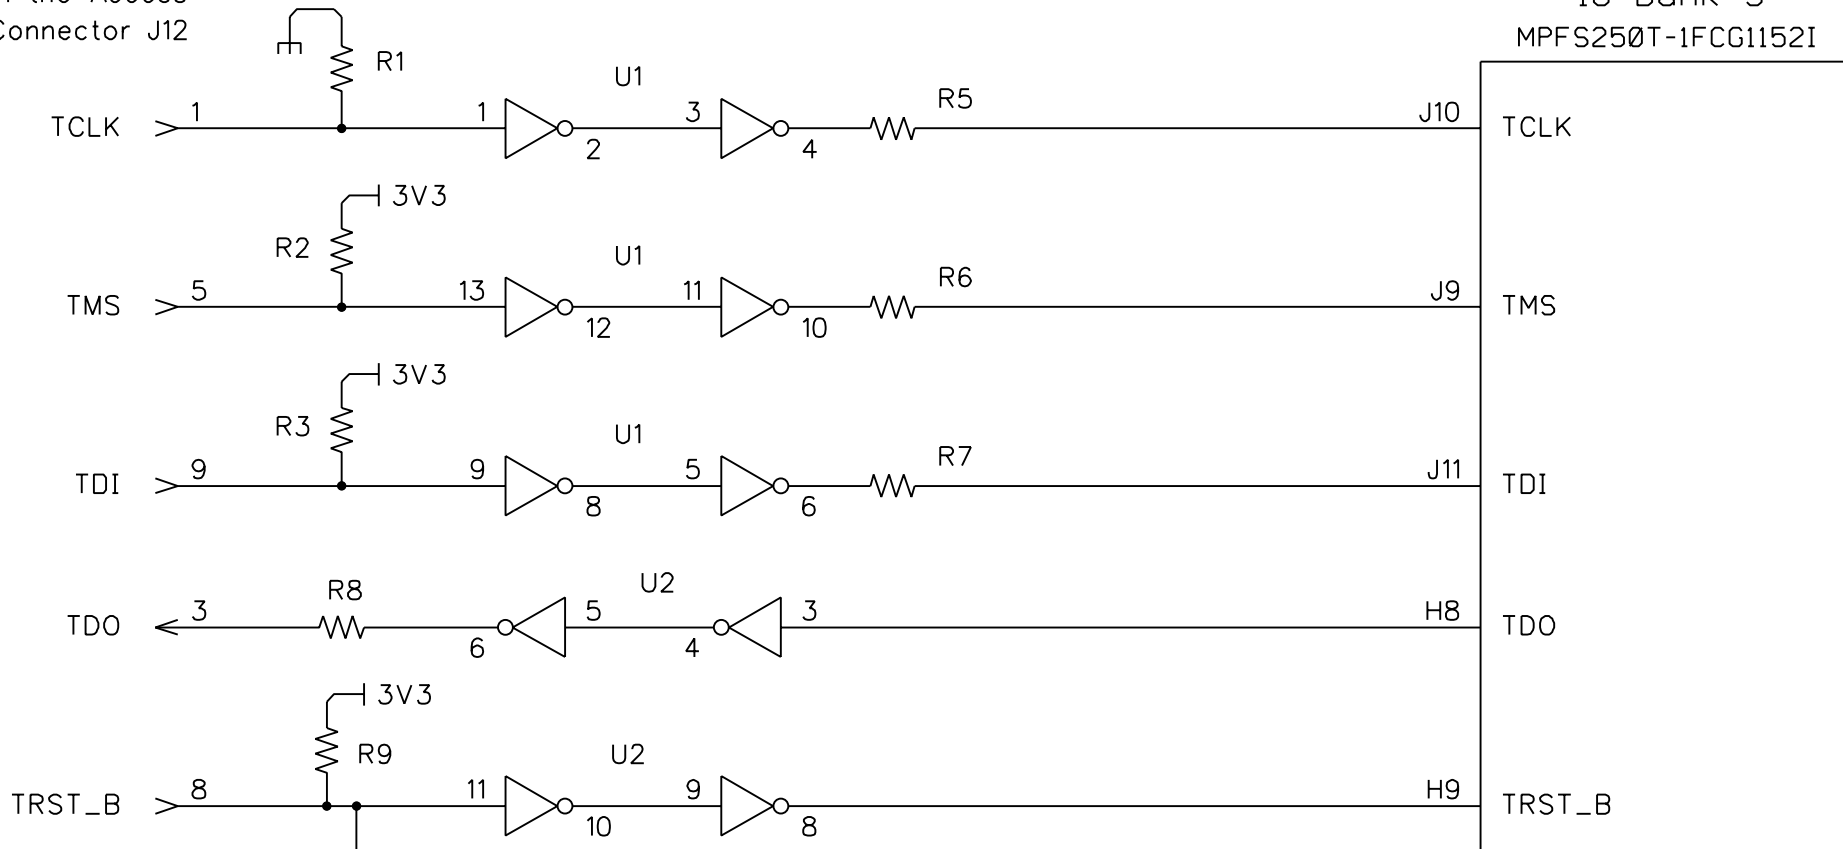 Connector J12
MPFS250T-1FCG1152I
R1
U1
R5
TCLK 1 1 2 3 4 J10 TCLK
3V3
R2
U1
R6
TMS 5 13 12 11 10 J9 TMS
3V3
R3
U1
R7
TDI 9 9 8 5 6 J11 TDI
R8
U2
TDO 3 6 5 4 3 H8 TDO
3V3
R9
U2
TRST_B 8 11 10 9 8 H9 TRST_B